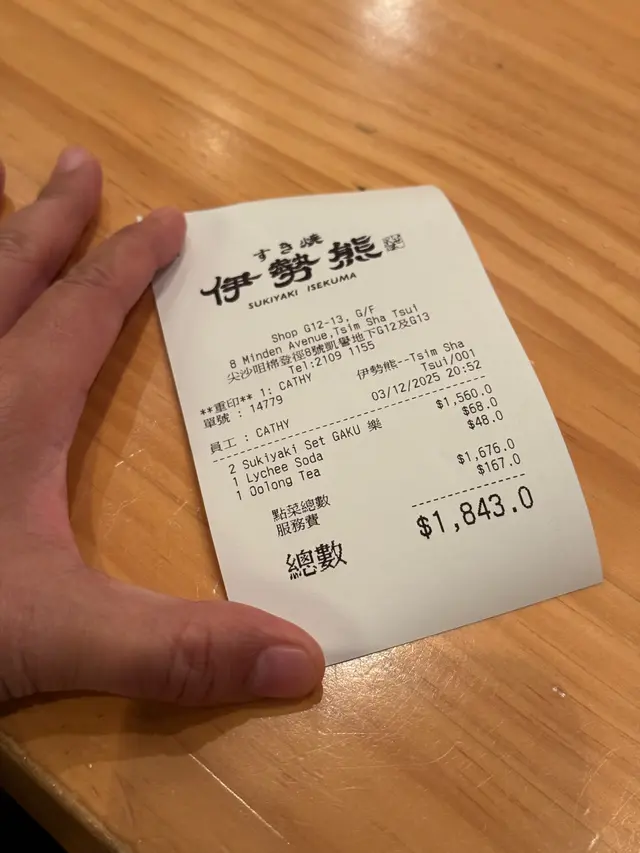 すき焼
伊勢熊
SUKIYAKI ISEKUMA
Shop G12-13, G/F
8 Minden Avenue,Tsim Sha Tsui
尖沙咀棉登徑8號凱譽地下G12及G13
Tel:2109 1155
**重印** 1: CATHY 伊勢熊--Tsim Sha
單號 : 14779 Tsui/001
員工 : CATHY 03/12/2025 20:52
2 Sukiyaki Set GAKU 樂 $1,560.0
1 Lychee Soda $68.0
1 Oolong Tea $48.0
點菜總數 $1,676.0
服務費 $167.0
總數 $1,843.0